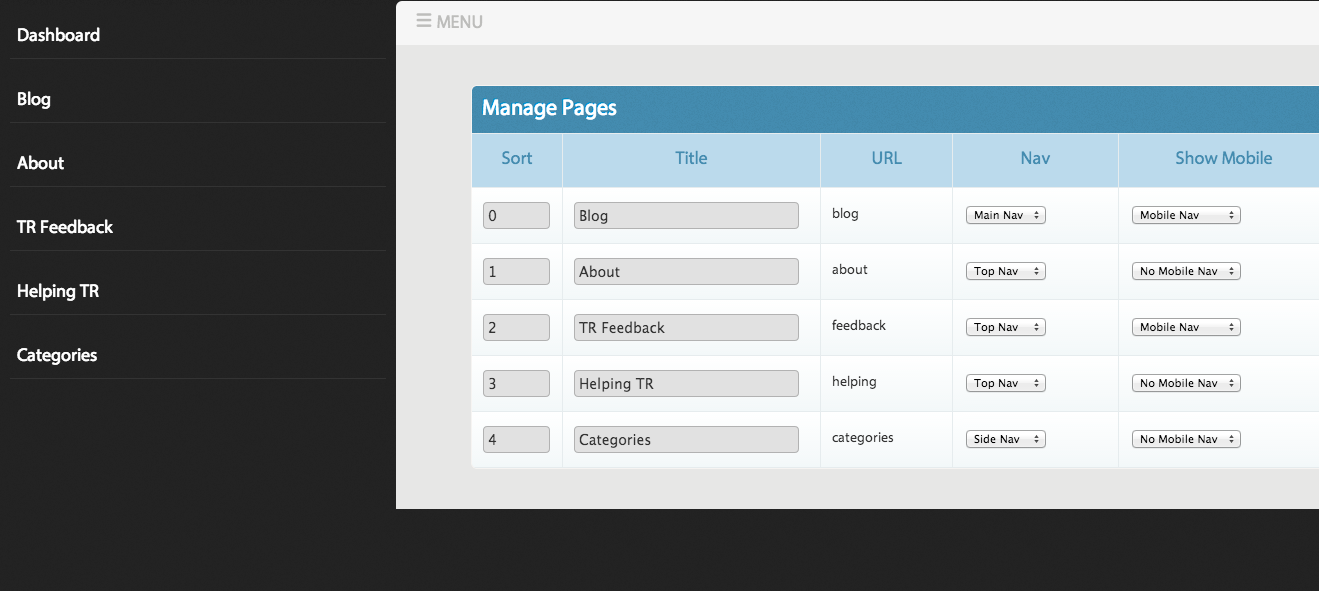 Dashboard
Blog
About
TR Feedback
Helping TR
Categories
MENU
Manage Pages
Sort Title URL Nav Show Mobile
0 Blog blog Main Nav Mobile Nav
1 About about Top Nav No Mobile Nav
2 TR Feedback feedback Top Nav Mobile Nav
3 Helping TR helping Top Nav No Mobile Nav
4 Categories categories Side Nav No Mobile Nav